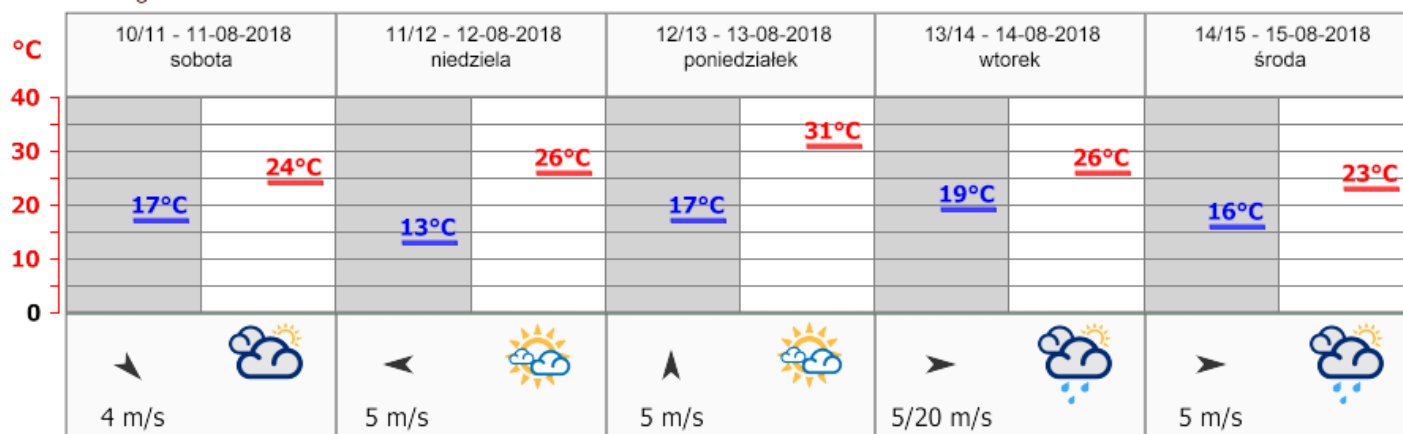 10/11 - 11-08-2018
sobota
11/12 - 12-08-2018
niedziela
12/13 - 13-08-2018
poniedziałek
13/14 - 14-08-2018
wtorek
14/15 - 15-08-2018
środa
°C
40
30
20
10
0
17°C
24°C
13°C
26°C
17°C
31°C
19°C
26°C
16°C
23°C
4 m/s
5 m/s
5 m/s
5/20 m/s
5 m/s